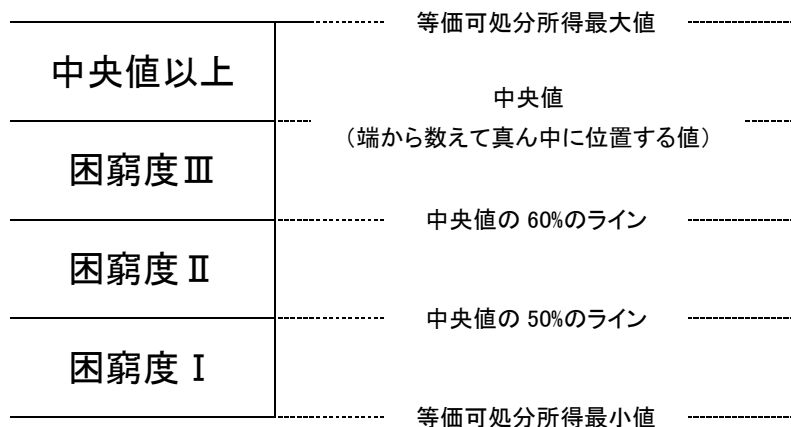 等価可処分所得最大値
中央値以上
中央値
（端から数えて真ん中に位置する値）
困窮度Ⅲ
中央値の 60%のライン
困窮度Ⅱ
中央値の 50%のライン
困窮度Ⅰ
等価可処分所得最小値